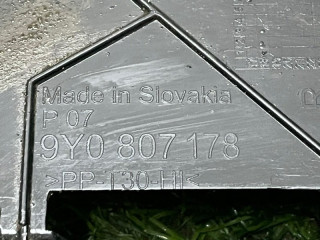 Made in Slovakia
P 07
9Y0 807 178
>PP-T30-HI<